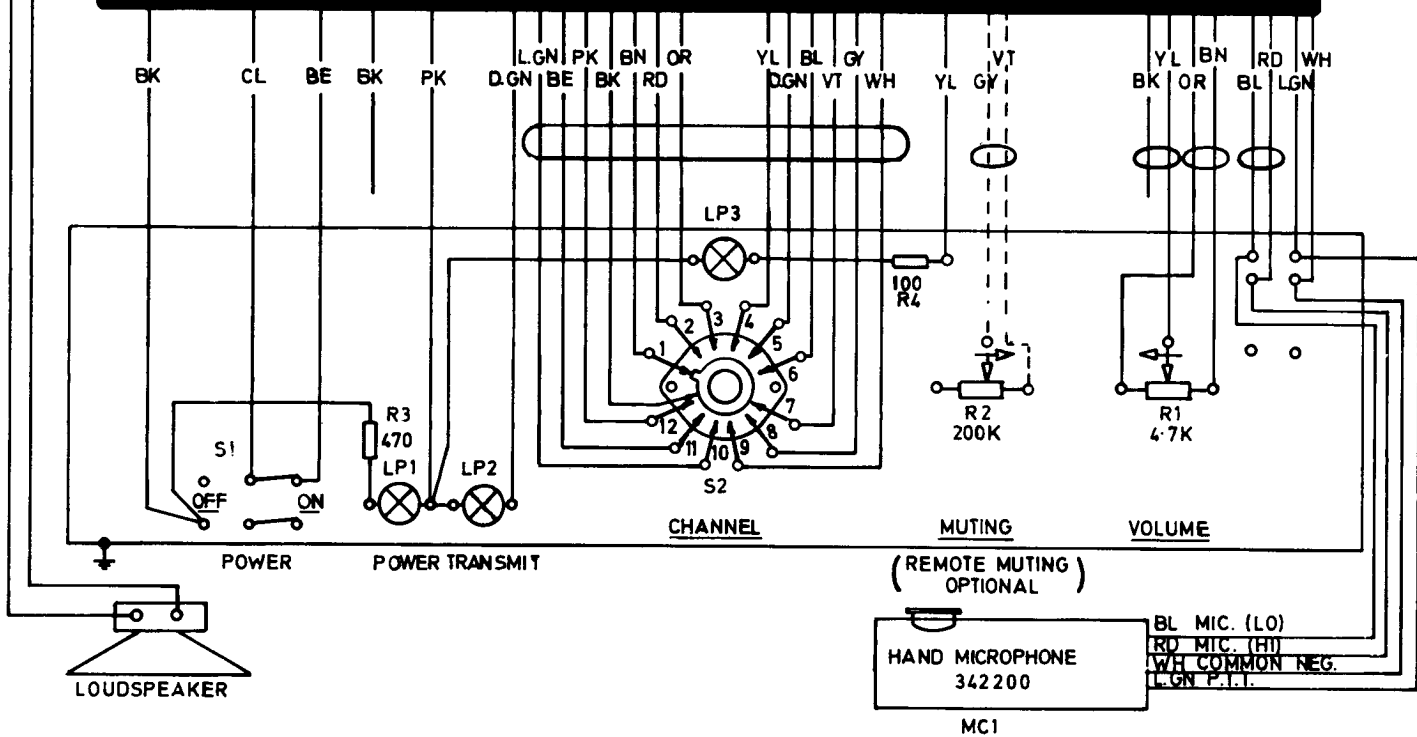 L.GN PK BN OR YL BL GY VT YL BN RD WH
BK CL BE BK PK D.GN BE BK RD D.GN VT WH YL GY BK OR BL L.GN
LP3
100
R4
1 2 3 4 5 6 7 8 9 10 11 12
S2
R3
470
S1
LP1 LP2
OFF ON
R2
200K
R1
4·7K
CHANNEL MUTING VOLUME
POWER POWER TRANSMIT
(REMOTE MUTING
OPTIONAL)
LOUDSPEAKER
HAND MICROPHONE
342200
MC1
BL MIC. (LO)
RD MIC. (HI)
WH COMMON NEG.
L.GN P.T.T.